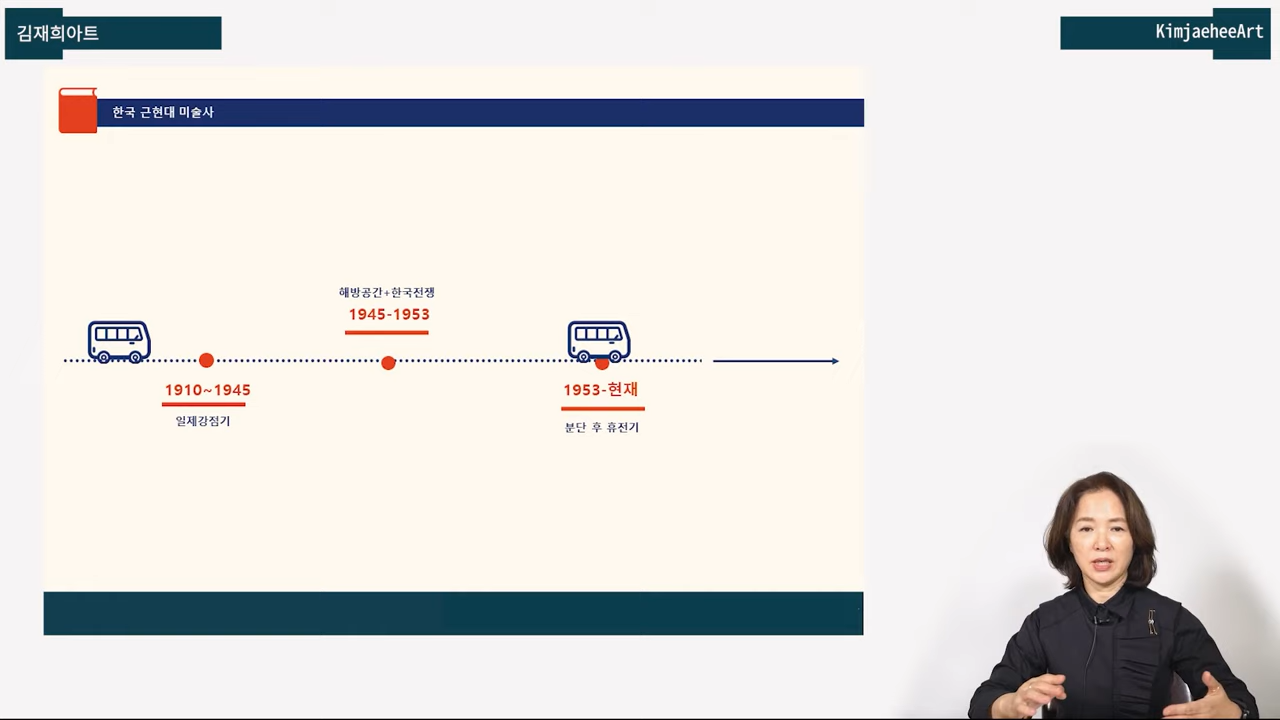 김재희아트
KimjaeheeArt
한국 근현대 미술사
해방공간+한국전쟁
1945-1953
1910~1945
일제강점기
1953-현재
분단 후 휴전기